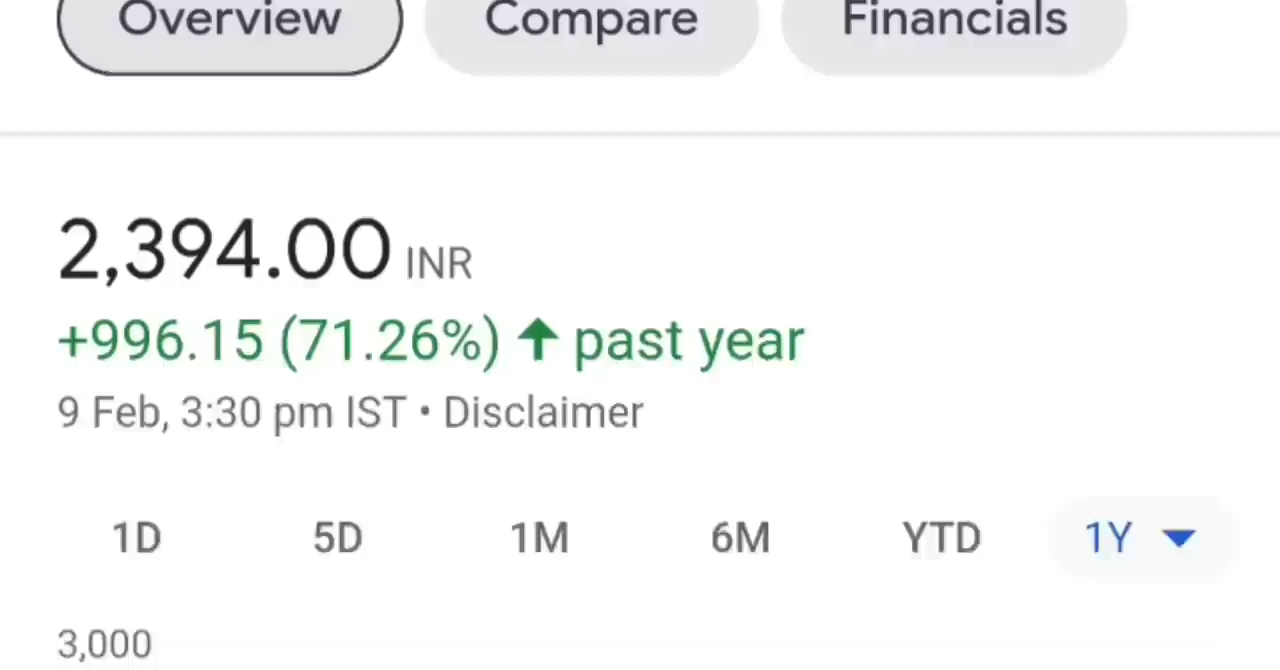 Overview Compare Financials
2,394.00 INR
+996.15 (71.26%) ↑ past year
9 Feb, 3:30 pm IST • Disclaimer
1D 5D 1M 6M YTD 1Y
3,000